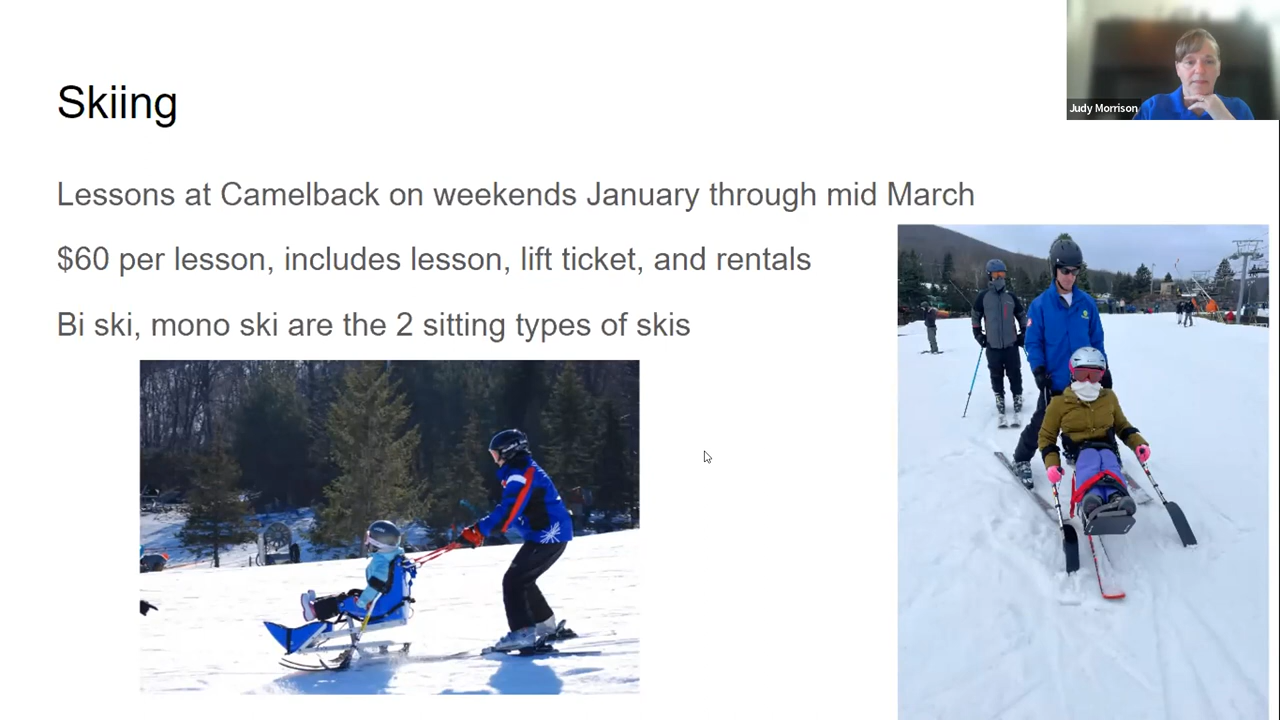 Judy Morrison
Skiing
Lessons at Camelback on weekends January through mid March
$60 per lesson, includes lesson, lift ticket, and rentals
Bi ski, mono ski are the 2 sitting types of skis